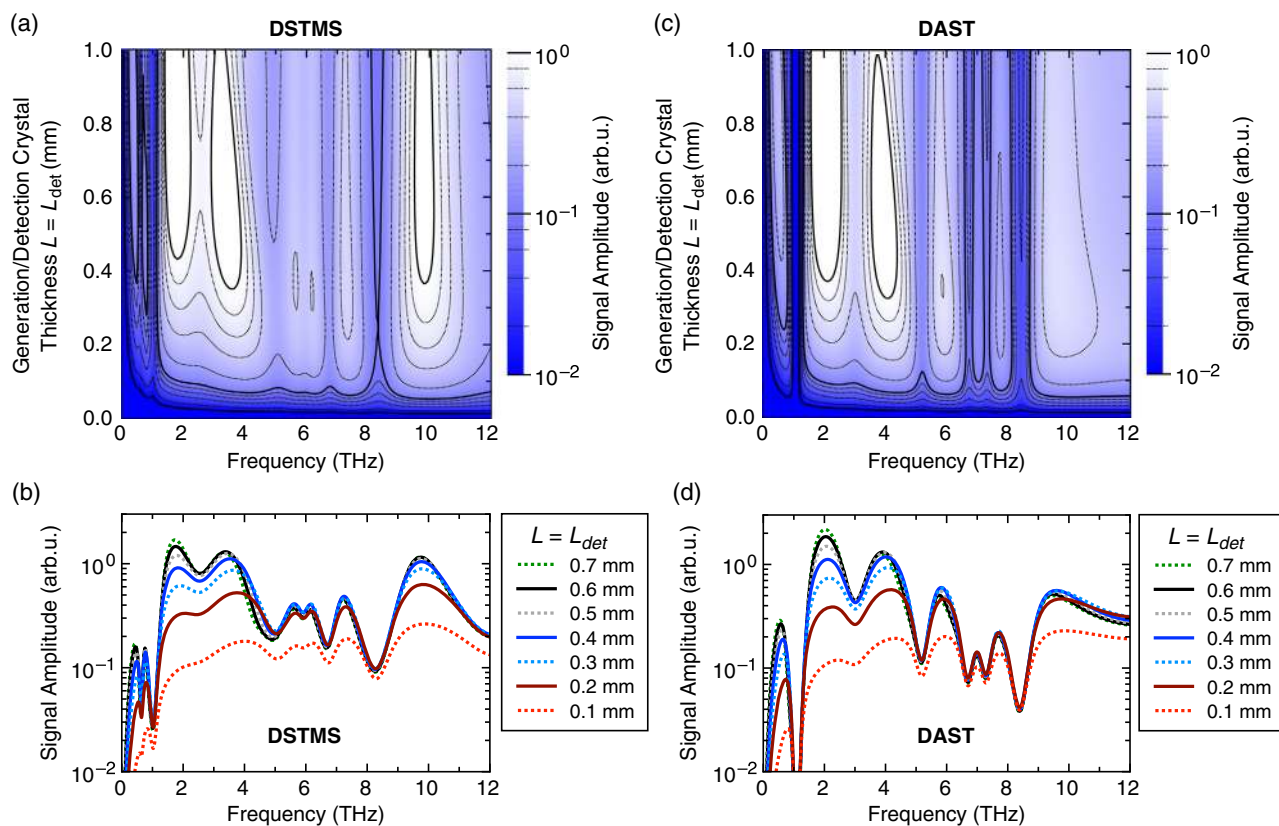 (a)
DSTMS
Generation/Detection Crystal
Thickness L = L_det (mm)
1.0
0.8
0.6
0.4
0.2
0.0
0 2 4 6 8 10 12
Frequency (THz)
10^0
10^-1
10^-2
Signal Amplitude (arb.u.)
(c)
DAST
Generation/Detection Crystal
Thickness L = L_det (mm)
1.0
0.8
0.6
0.4
0.2
0.0
0 2 4 6 8 10 12
Frequency (THz)
10^0
10^-1
10^-2
Signal Amplitude (arb.u.)
(b)
Signal Amplitude (arb.u.)
10^0
10^-1
10^-2
DSTMS
0 2 4 6 8 10 12
Frequency (THz)
L = L_det
0.7 mm
0.6 mm
0.5 mm
0.4 mm
0.3 mm
0.2 mm
0.1 mm
(d)
Signal Amplitude (arb.u.)
10^0
10^-1
10^-2
DAST
0 2 4 6 8 10 12
Frequency (THz)
L = L_det
0.7 mm
0.6 mm
0.5 mm
0.4 mm
0.3 mm
0.2 mm
0.1 mm